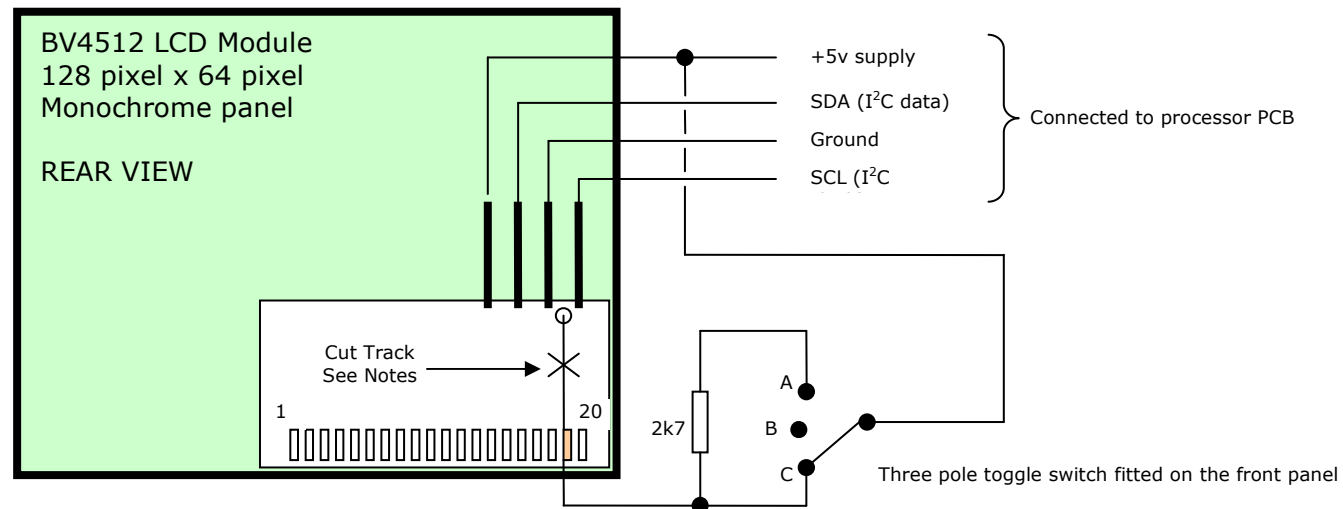 BV4512 LCD Module
128 pixel x 64 pixel
Monochrome panel
REAR VIEW
+5v supply
SDA (I²C data)
Ground
SCL (I²C
Connected to processor PCB
Cut Track
See Notes
1
20
2k7
A
B
C
Three pole toggle switch fitted on the front panel